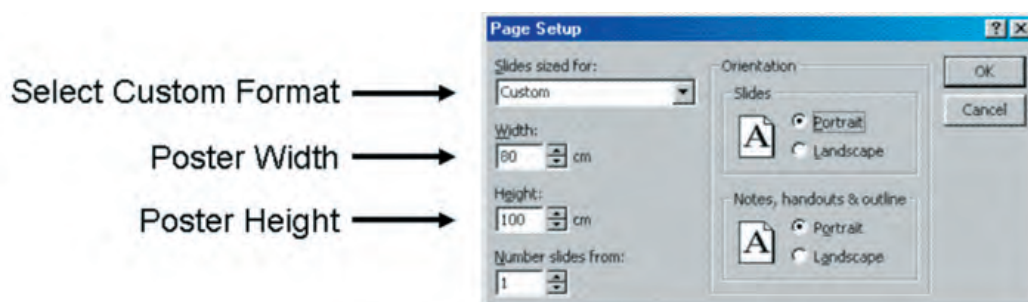 Page Setup
Select Custom Format
Poster Width
Poster Height
Slides sized for:
Custom
Width:
80 cm
Height:
100 cm
Number slides from:
1
Orientation
Slides
A
Portrait
Landscape
Notes, handouts & outline
A
Portrait
Landscape
OK
Cancel